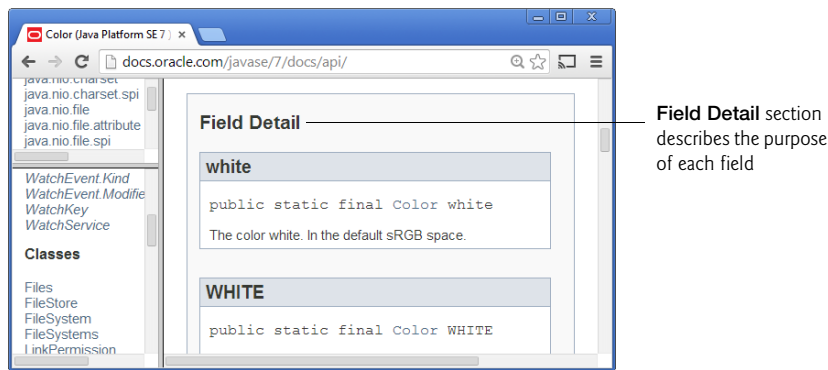 Color (Java Platform SE 7)
docs.oracle.com/javase/7/docs/api/
java.nio.charset
java.nio.charset.spi
java.nio.file
java.nio.file.attribute
java.nio.file.spi
WatchEvent.Kind
WatchEvent.Modifie
WatchKey
WatchService
Classes
Files
FileStore
FileSystem
FileSystems
LinkPermission
Field Detail
white
public static final Color white
The color white. In the default sRGB space.
WHITE
public static final Color WHITE
Field Detail section
describes the purpose
of each field